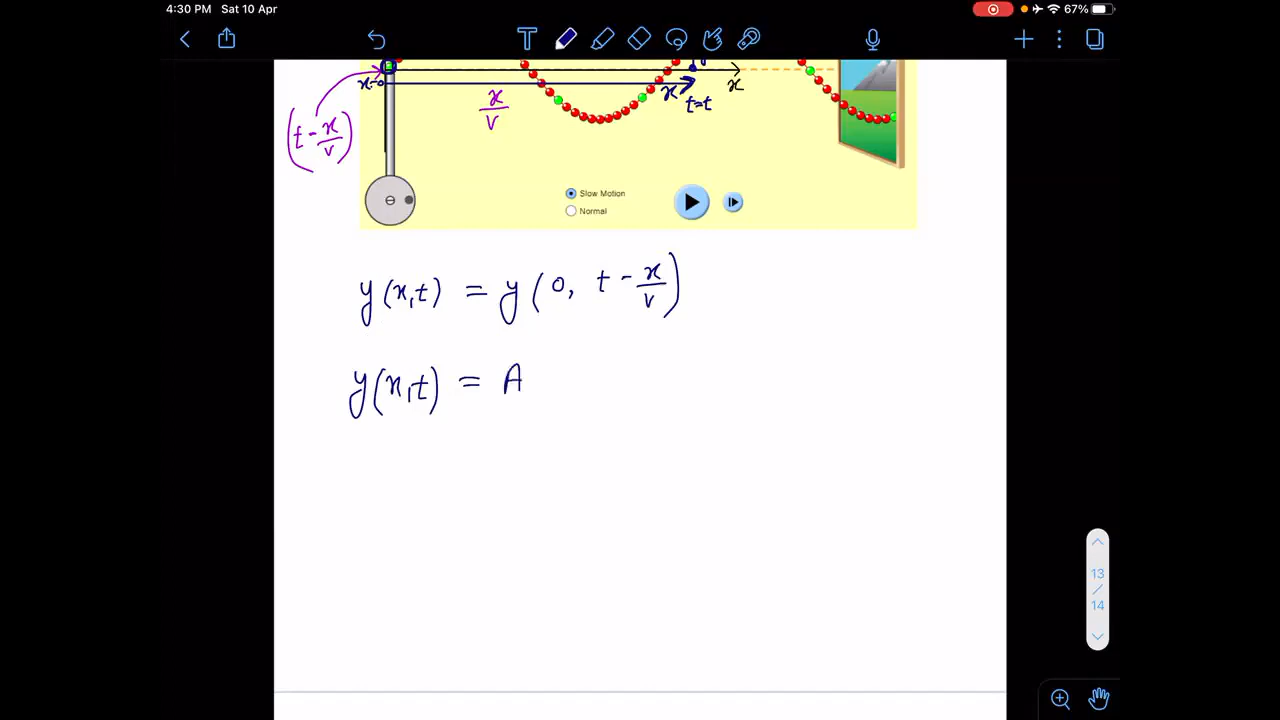 4:30 PM Sat 10 Apr
67%
T
x=0
x
t=t
x
x/v
(t - x/v)
Slow Motion
Normal
y(x,t) = y(0, t - x/v)
y(x,t) = A
13
/
14